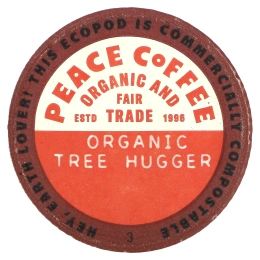 HEY, EARTH LOVER! THIS ECOPOD IS COMMERCIALLY COMPOSTABLE
PEACE COFFEE
ORGANIC AND
FAIR
ESTD TRADE 1996
ORGANIC
TREE HUGGER
3